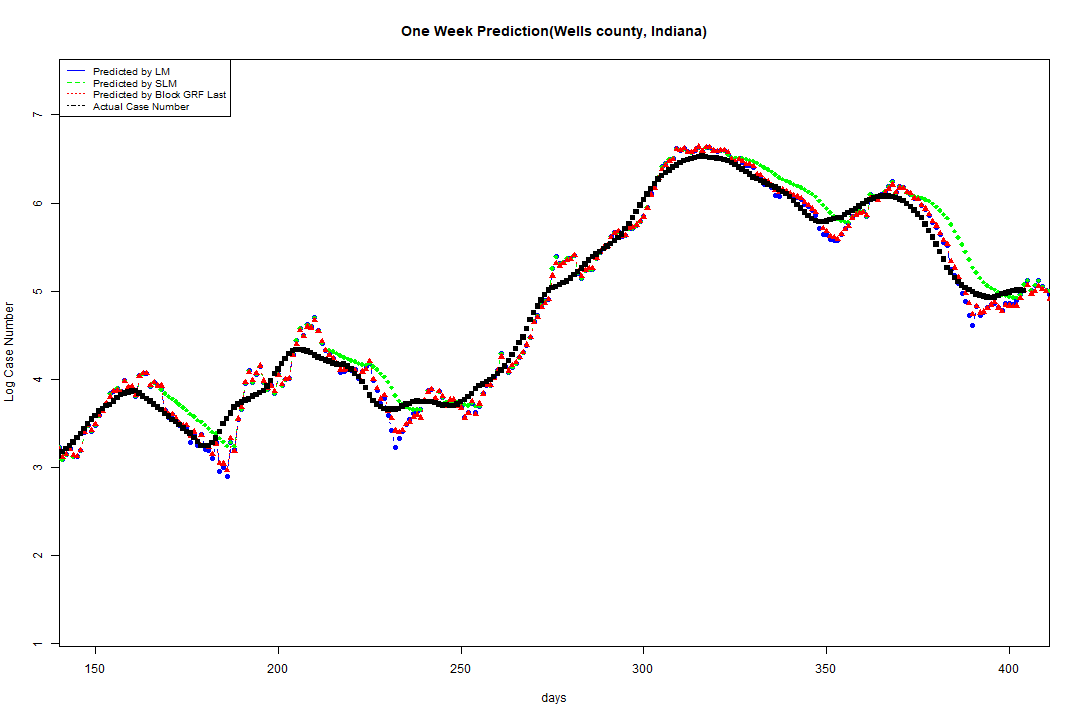 One Week Prediction(Wells county, Indiana)
Predicted by LM
Predicted by SLM
Predicted by Block GRF Last
Actual Case Number
7
6
5
4
3
2
1
Log Case Number
150 200 250 300 350 400
days